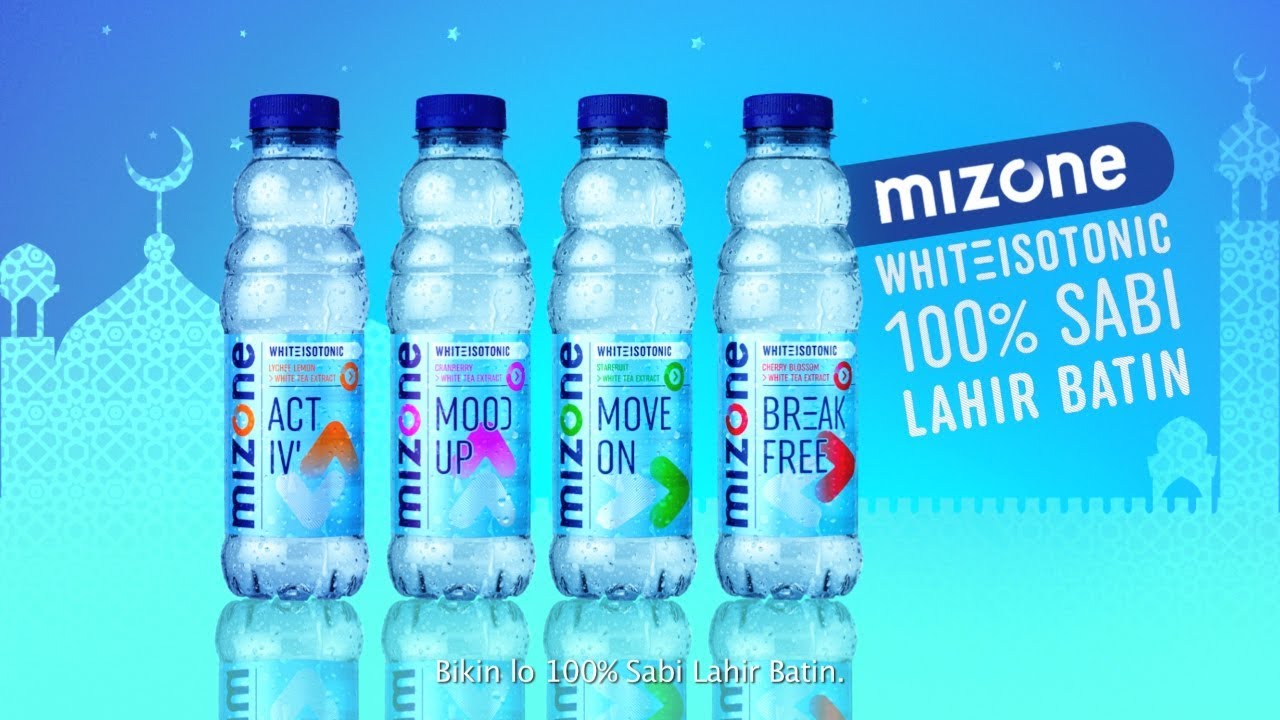 mizone
WHITEISOTONIC
100% SABI
LAHIR BATIN
mizone
WHITEISOTONIC
LYCHEE LEMON
> WHITE TEA EXTRACT
ACT
IV'
mizone
WHITEISOTONIC
CRANBERRY
> WHITE TEA EXTRACT
MOOD
UP
mizone
WHITEISOTONIC
STARFRUIT
> WHITE TEA EXTRACT
MOVE
ON
mizone
WHITEISOTONIC
CHERRY BLOSSOM
> WHITE TEA EXTRACT
BREAK
FREE
Bikin lo 100% Sabi Lahir Batin.